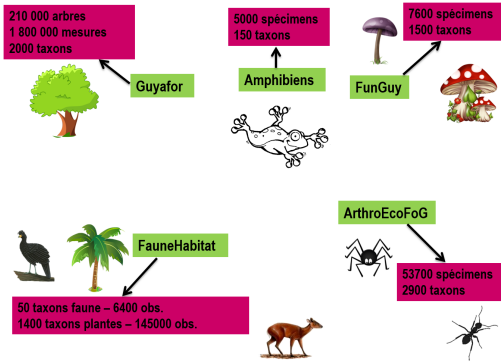 210 000 arbres
1 800 000 mesures
2000 taxons
Guyafor
5000 spécimens
150 taxons
Amphibiens
7600 spécimens
1500 taxons
FunGuy
FauneHabitat
50 taxons faune – 6400 obs.
1400 taxons plantes – 145000 obs.
ArthroEcoFoG
53700 spécimens
2900 taxons